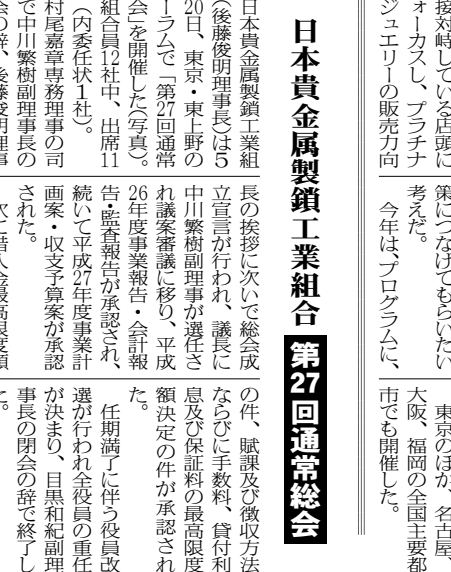 接対峙している店頭に
ォーカスし、プラチナ
ジュエリーの販売力向
策につなげてもらいたい
考えだ。
今年は、プログラムに、
東京のほか、名古屋、
大阪、福岡の全国主要都
市でも開催した。
日本貴金属製鎖工業組合 第27回通常総会
日本貴金属製鎖工業組
(後藤俊明理事長)は５
20日、東京・東上野の
ーラムで「第27回通常
会」を開催した(写真)。
組合員12社中、出席11
(内委任状１社)。
村尾嘉章専務理事の司
で中川繁樹副理事長の
会の辞、後藤俊明理事
長の挨拶に次いで総会成
立宣言が行われ、議長に
中川繁樹副理事が選任さ
れ議案審議に移り、平成
26年度事業報告・会計報
告・監査報告が承認され、
続いて平成27年度事業計
画案・収支予算案が承認
された。
次に借入金最高限度額
の件、賦課及び徴収方法
ならびに手数料、貸付利
息及び保証料の最高限度
額決定の件が承認され
た。
任期満了に伴う役員改
選が行われ全役員の重任
が決まり、目黒和紀副理
事長の閉会の辞で終了し
た。